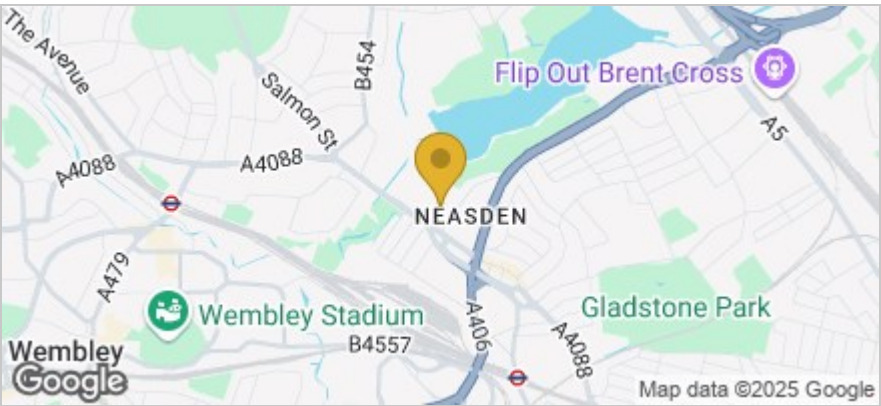 The Avenue
B454
Flip Out Brent Cross
Salmon St
A5
A4088
A4088
NEASDEN
A479
Wembley Stadium
Gladstone Park
A406
B4557
A4088
Wembley
Google
Map data ©2025 Google